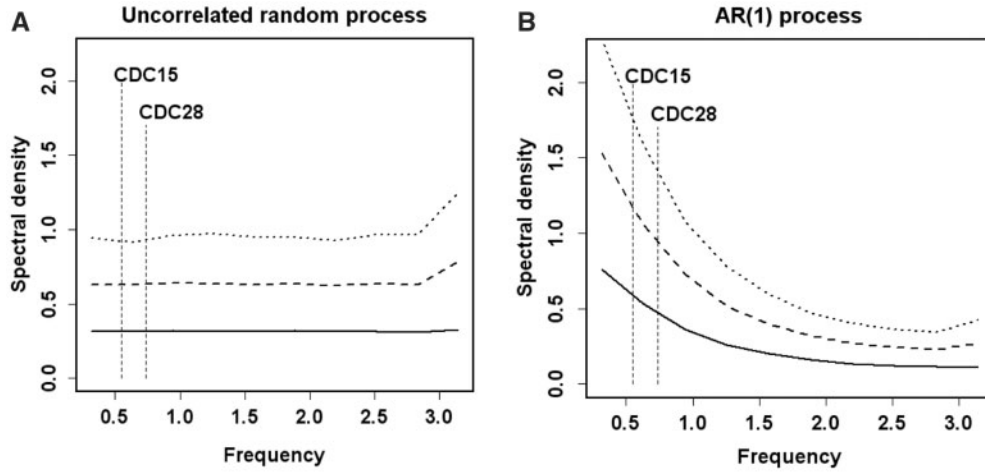 A
Uncorrelated random process
Spectral density
0.0 0.5 1.0 1.5 2.0
CDC15
CDC28
0.5 1.0 1.5 2.0 2.5 3.0
Frequency
B
AR(1) process
Spectral density
0.0 0.5 1.0 1.5 2.0
CDC15
CDC28
0.5 1.0 1.5 2.0 2.5 3.0
Frequency